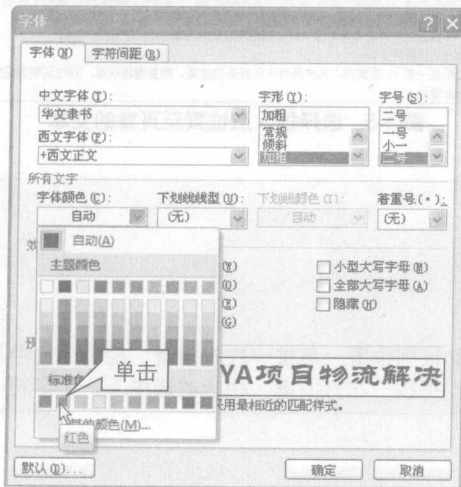 字体
字体(N) 字符间距(R)
中文字体(T): 字形(Y): 字号(S):
华文隶书 加粗 二号
西文字体(F): 常规 一号
+西文正文 倾斜 小一
加粗 二号
所有文字
字体颜色(C): 下划线线型(U): 下划线颜色(I): 着重号(·):
自动 (无) 自动 (无)
自动(A)
主题颜色
小型大写字母(M)
全部大写字母(A)
隐藏(H)
标准色
单击
YA项目物流解决
采用最相近的匹配样式。
其他颜色(M)...
红色
默认(D)... 确定 取消